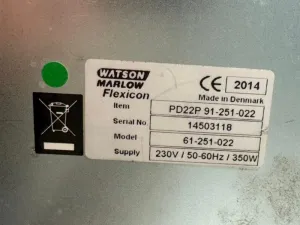 WATSON
MARLOW
Flexicon
CE 2014
Made in Denmark
Item PD22P 91-251-022
Serial No 14503118
Model 61-251-022
Supply 230V / 50-60Hz / 350W